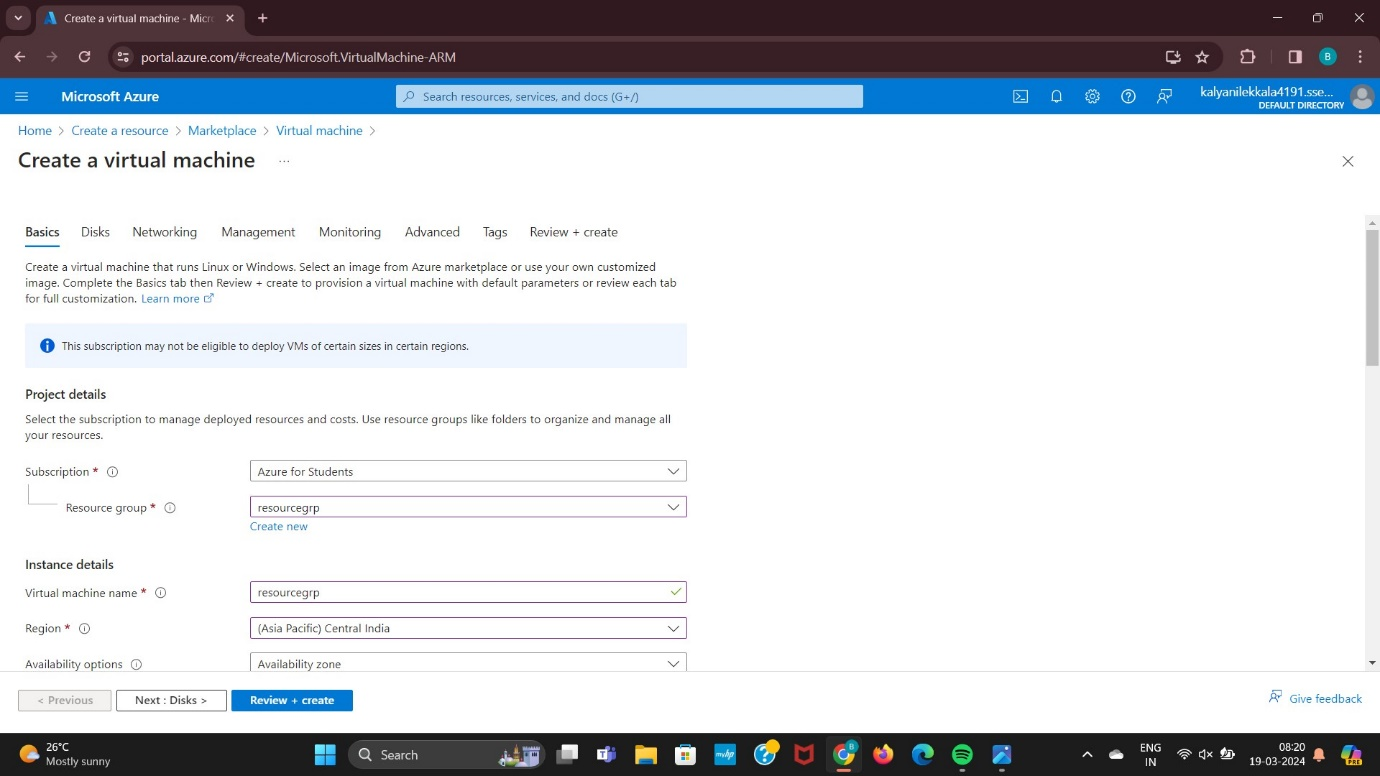 Create a virtual machine - Micr
portal.azure.com/#create/Microsoft.VirtualMachine-ARM
B
Microsoft Azure
Search resources, services, and docs (G+/)
kalyanilekkala4191.sse...
DEFAULT DIRECTORY
Home > Create a resource > Marketplace > Virtual machine >
Create a virtual machine ...
Basics Disks Networking Management Monitoring Advanced Tags Review + create
Create a virtual machine that runs Linux or Windows. Select an image from Azure marketplace or use your own customized
image. Complete the Basics tab then Review + create to provision a virtual machine with default parameters or review each tab
for full customization. Learn more
This subscription may not be eligible to deploy VMs of certain sizes in certain regions.
Project details
Select the subscription to manage deployed resources and costs. Use resource groups like folders to organize and manage all
your resources.
Subscription * Azure for Students
Resource group * resourcegrp
Create new
Instance details
Virtual machine name * resourcegrp
Region * (Asia Pacific) Central India
Availability options Availability zone
< Previous Next : Disks > Review + create Give feedback
26°C
Mostly sunny
Search
myhp
B
ENG
IN
08:20
19-03-2024
PRE